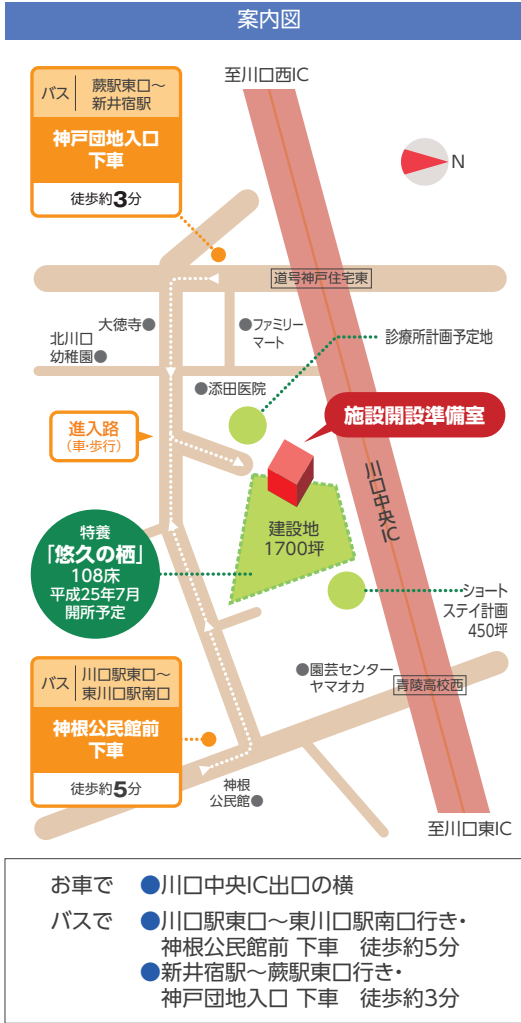 案内図
至川口西IC
バス
蕨駅東口～
新井宿駅
神戸団地入口
下車
徒歩約3分
N
道号神戸住宅東
大徳寺●
●ファミリー
マート
診療所計画予定地
北川口
幼稚園●
●添田医院
施設開設準備室
進入路
(車・歩行)
川口中央IC
建設地
1700坪
特養
「悠久の栖」
108床
平成25年7月
開所予定
ショート
ステイ計画
450坪
バス
川口駅東口～
東川口駅南口
神根公民館前
下車
徒歩約5分
●園芸センター
ヤマオカ
青陵高校西
神根
公民館●
至川口東IC
お車で ●川口中央IC出口の横
バスで ●川口駅東口～東川口駅南口行き・
神根公民館前 下車 徒歩約5分
●新井宿駅～蕨駅東口行き・
神戸団地入口 下車 徒歩約3分